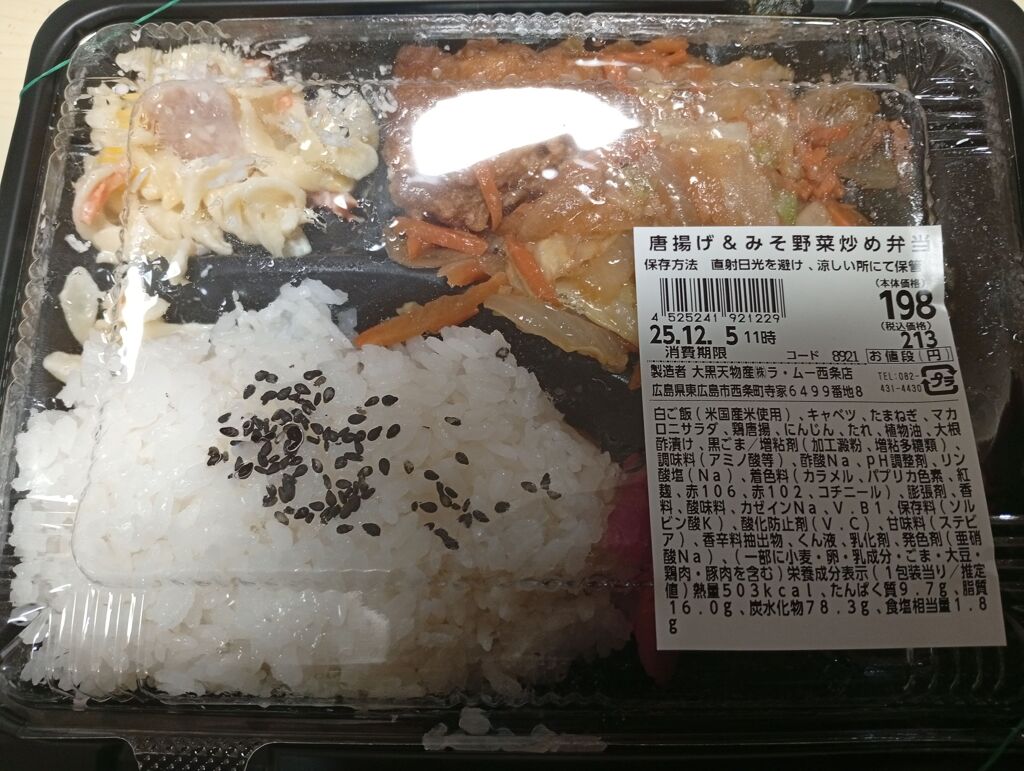 唐揚げ&みそ野菜炒め弁当
保存方法 直射日光を避け、涼しい所にて保管
(本体価格)
198
4 525241 921229
(税込価格)
25.12. 5 11時
213
消費期限
コード 8921 お値段(円)
製造者 大黒天物産㈱ラ・ムー西条店
広島県東広島市西条町寺家6499番地8
TEL:082-
431-4430
プラ
白ご飯(米国産米使用)、キャベツ、たまねぎ、マカ
ロニサラダ、鶏唐揚、にんじん、たれ、植物油、大根
酢漬け、黒ごま/増粘剤(加工澱粉、増粘多糖類)、
調味料(アミノ酸等)、酢酸Na、pH調整剤、リン
酸塩(Na)、着色料(カラメル、パプリカ色素、紅
麹、赤106、赤102、コチニール)、膨張剤、香
料、酸味料、カゼインNa、V.B1、保存料(ソル
ビン酸K)、酸化防止剤(V.C)、甘味料(ステビ
ア)、香辛料抽出物、くん液、乳化剤、発色剤(亜硝
酸Na)、(一部に小麦・卵・乳成分・ごま・大豆・
鶏肉・豚肉を含む)栄養成分表示(1包装当り/推定
値)熱量503kcal、たんぱく質9.7g、脂質
16.0g、炭水化物78.3g、食塩相当量1.8
g